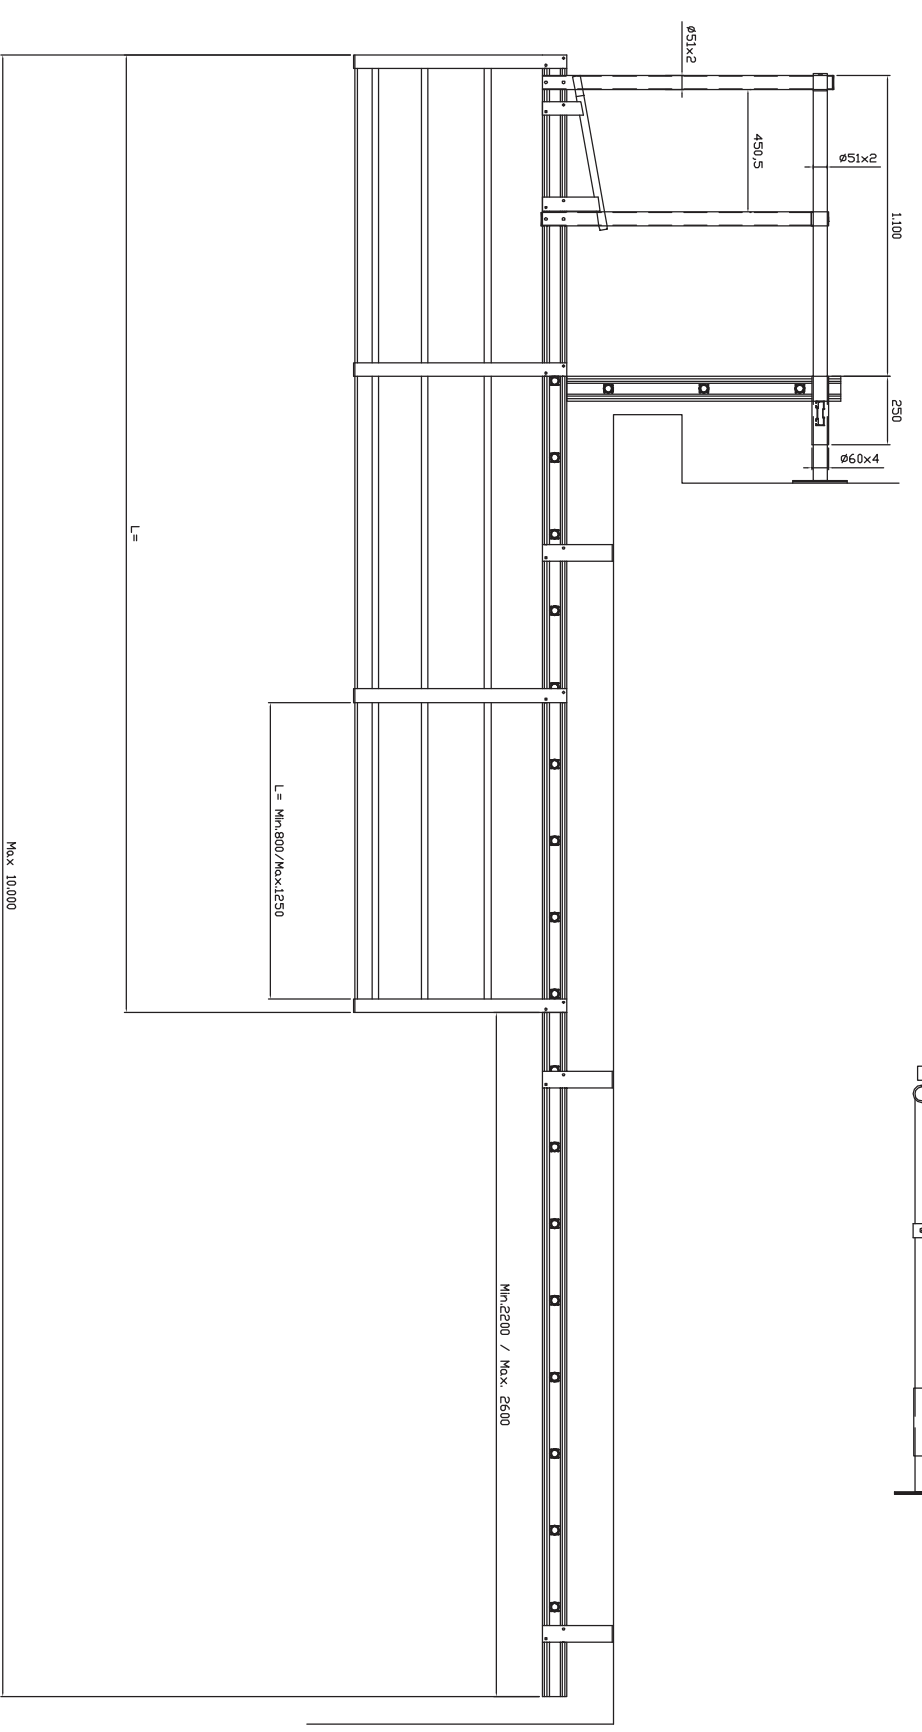 ø51x2
ø51x2
450,5
1.100
250
ø60x4
L=
L= Min.800/Max.1250
Max 10.000
Min.2200 / Max. 2600